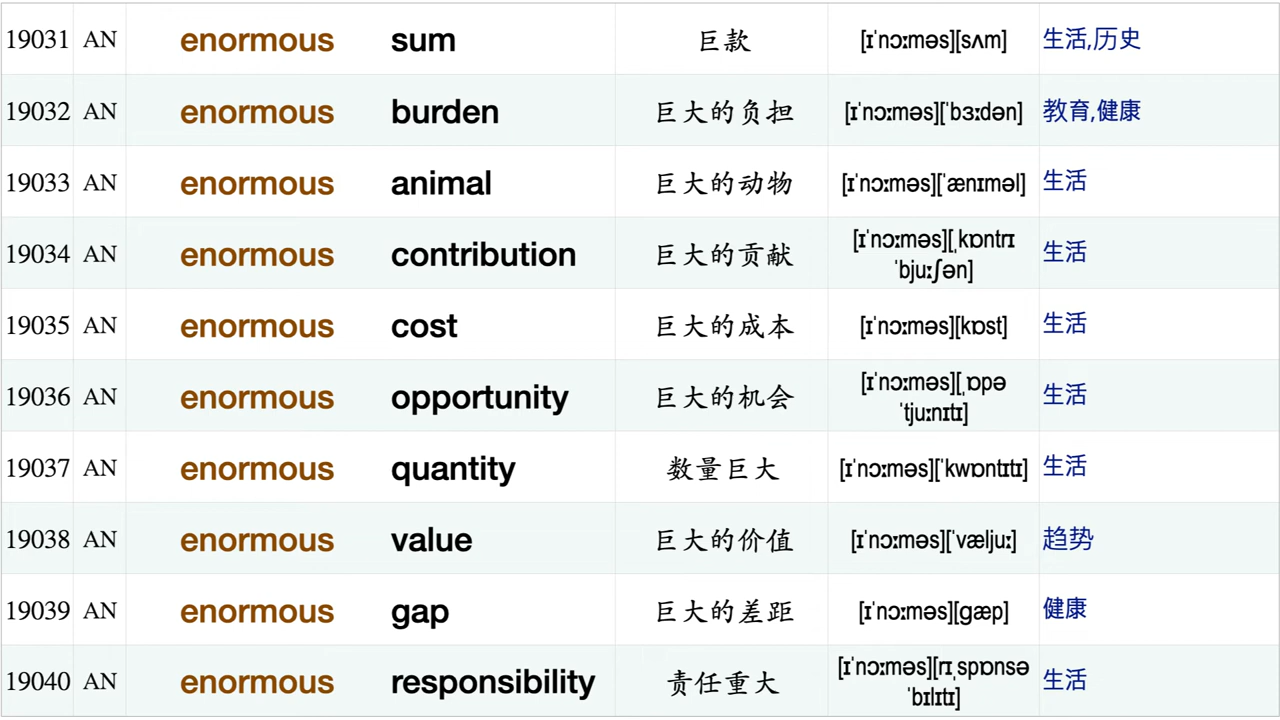 19031 AN enormous sum 巨款 [ɪˈnɔːməs][sʌm] 生活,历史
19032 AN enormous burden 巨大的负担 [ɪˈnɔːməs][ˈbɜːdən] 教育,健康
19033 AN enormous animal 巨大的动物 [ɪˈnɔːməs][ˈænɪməl] 生活
19034 AN enormous contribution 巨大的贡献 [ɪˈnɔːməs][ˌkɒntrɪ
ˈbjuːʃən] 生活
19035 AN enormous cost 巨大的成本 [ɪˈnɔːməs][kɒst] 生活
19036 AN enormous opportunity 巨大的机会 [ɪˈnɔːməs][ˌɒpə
ˈtjuːnɪtɪ] 生活
19037 AN enormous quantity 数量巨大 [ɪˈnɔːməs][ˈkwɒntɪtɪ] 生活
19038 AN enormous value 巨大的价值 [ɪˈnɔːməs][ˈvæljuː] 趋势
19039 AN enormous gap 巨大的差距 [ɪˈnɔːməs][gæp] 健康
19040 AN enormous responsibility 责任重大 [ɪˈnɔːməs][rɪˌspɒnsə
ˈbɪlɪtɪ] 生活